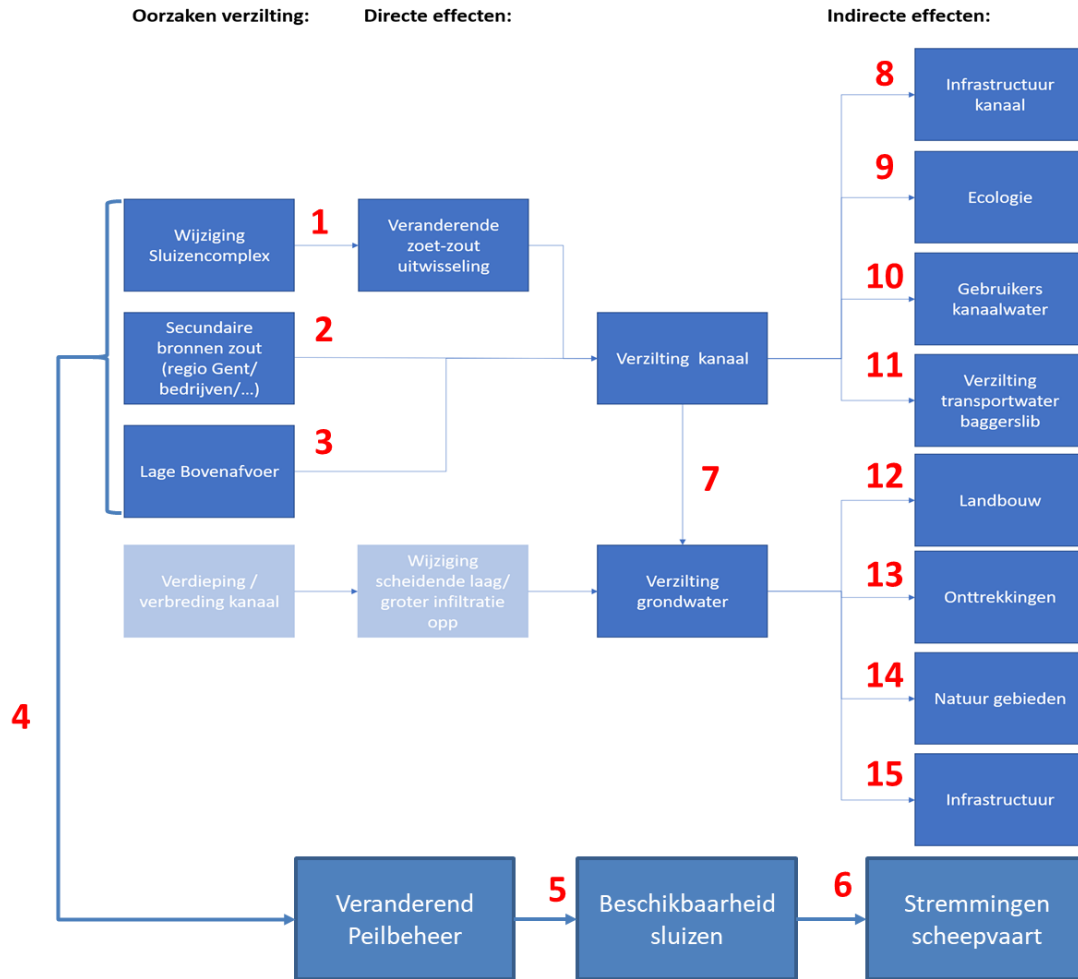 Oorzaken verzilting:
Directe effecten:
Indirecte effecten:
8
Infrastructuur
kanaal
9
Ecologie
1
Wijziging
Sluizencomplex
Veranderende
zoet-zout
uitwisseling
10
Gebruikers
kanaalwater
2
Secundaire
bronnen zout
(regio Gent/
bedrijven/...)
Verzilting kanaal
11
Verzilting
transportwater
baggerslib
3
Lage Bovenafvoer
7
12
Landbouw
Verdieping /
verbreding kanaal
Wijziging
scheidende laag/
groter infiltratie
opp
Verzilting
grondwater
13
Onttrekkingen
14
Natuur gebieden
4
15
Infrastructuur
Veranderend
Peilbeheer
5
Beschikbaarheid
sluizen
6
Stremmingen
scheepvaart